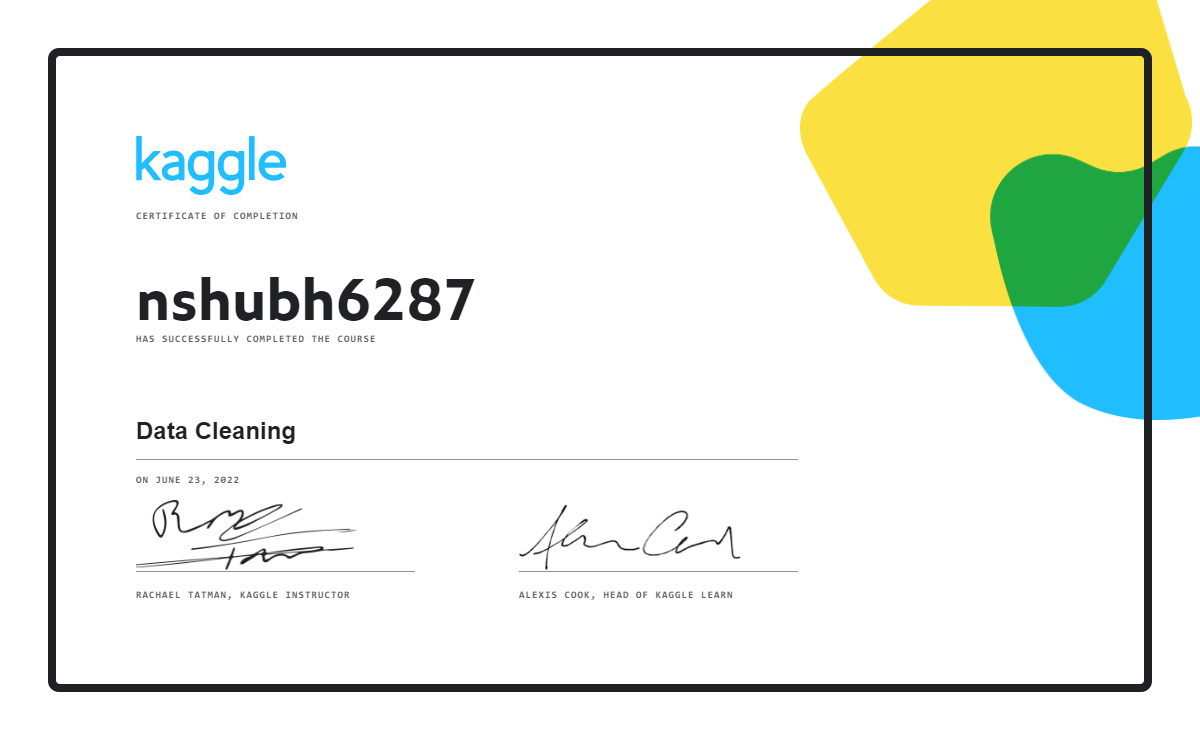 kaggle
CERTIFICATE OF COMPLETION
nshubh6287
HAS SUCCESSFULLY COMPLETED THE COURSE
Data Cleaning
ON JUNE 23, 2022
RACHAEL TATMAN, KAGGLE INSTRUCTOR
ALEXIS COOK, HEAD OF KAGGLE LEARN